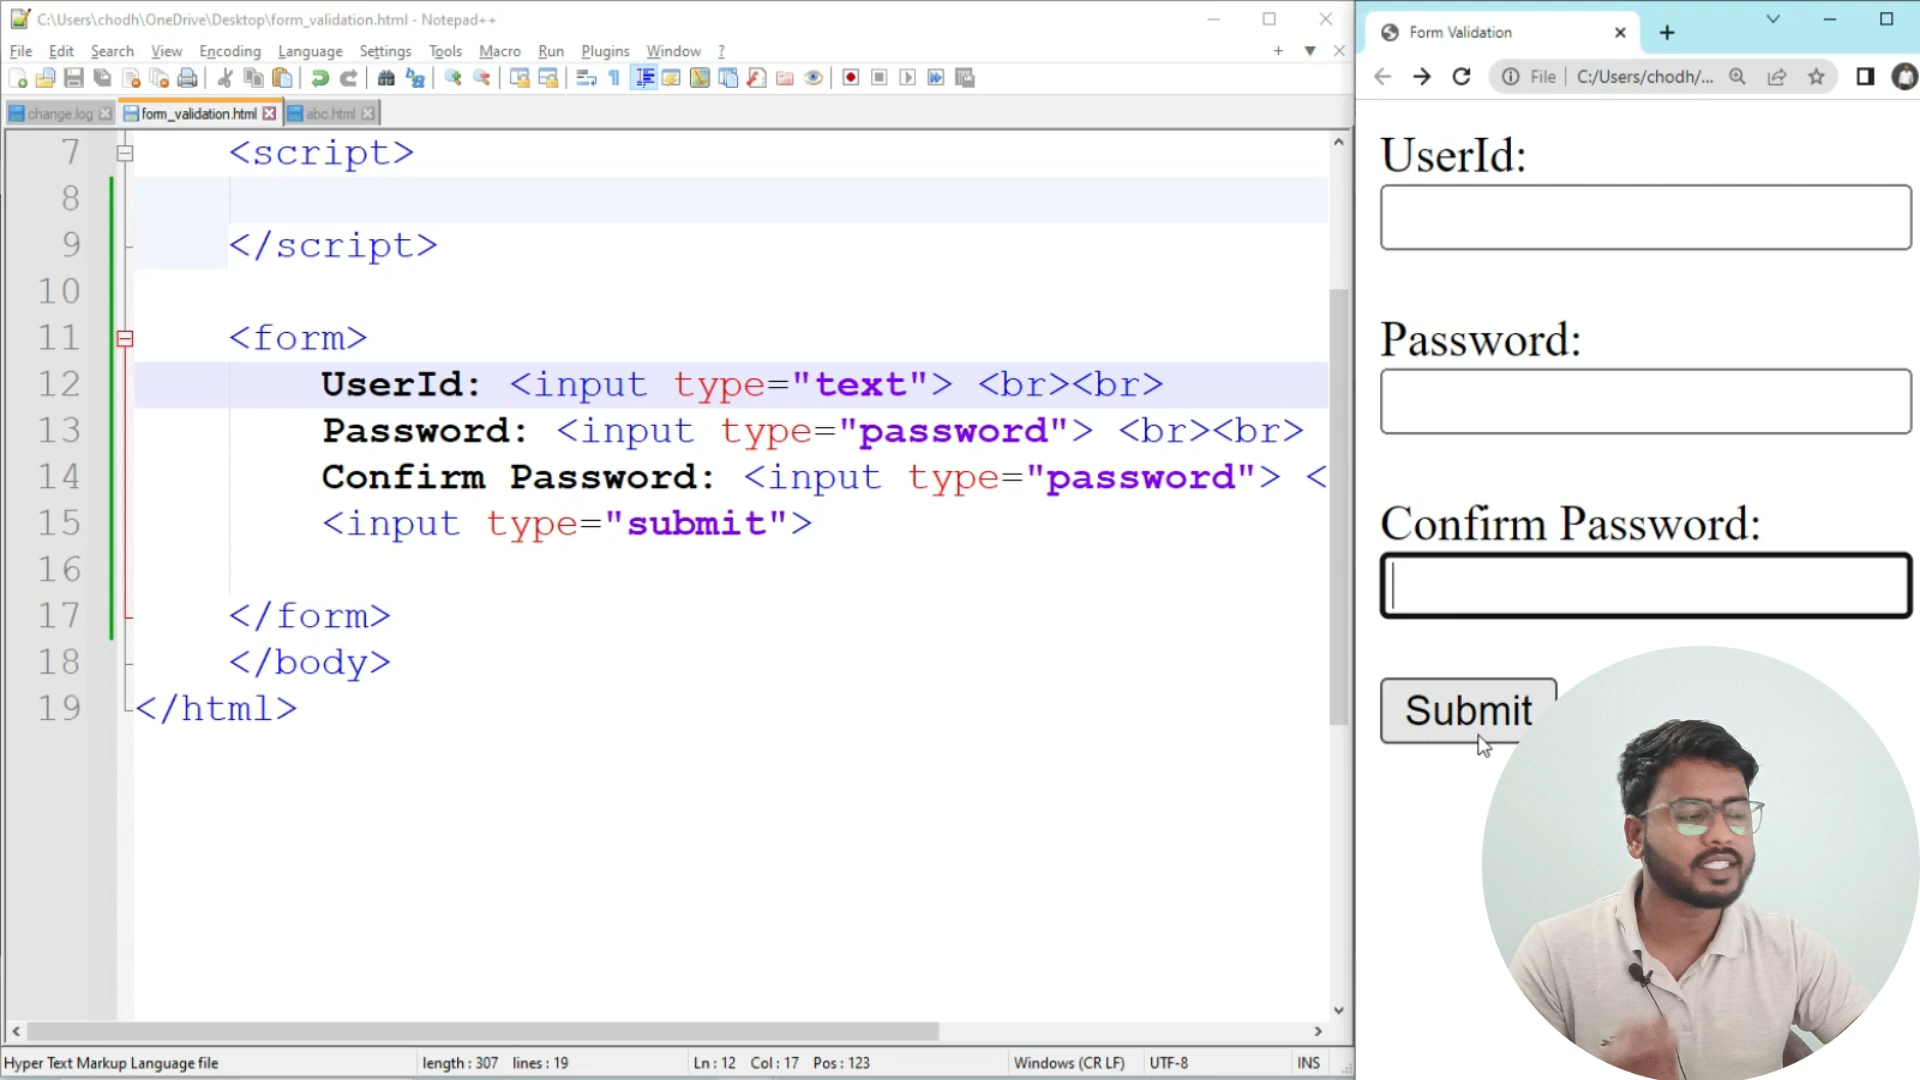 C:\Users\chodh\OneDrive\Desktop\form_validation.html - Notepad++
File Edit Search View Encoding Language Settings Tools Macro Run Plugins Window ?
change.log form_validation.html abc.html
7 <script>
8
9 </script>
10
11 <form>
12 UserId: <input type="text"> <br><br>
13 Password: <input type="password"> <br><br>
14 Confirm Password: <input type="password"> <
15 <input type="submit">
16
17 </form>
18 </body>
19 </html>
Hyper Text Markup Language file length : 307 lines : 19 Ln : 12 Col : 17 Pos : 123 Windows (CR LF) UTF-8 INS
Form Validation
File C:/Users/chodh/...
UserId:
Password:
Confirm Password:
Submit